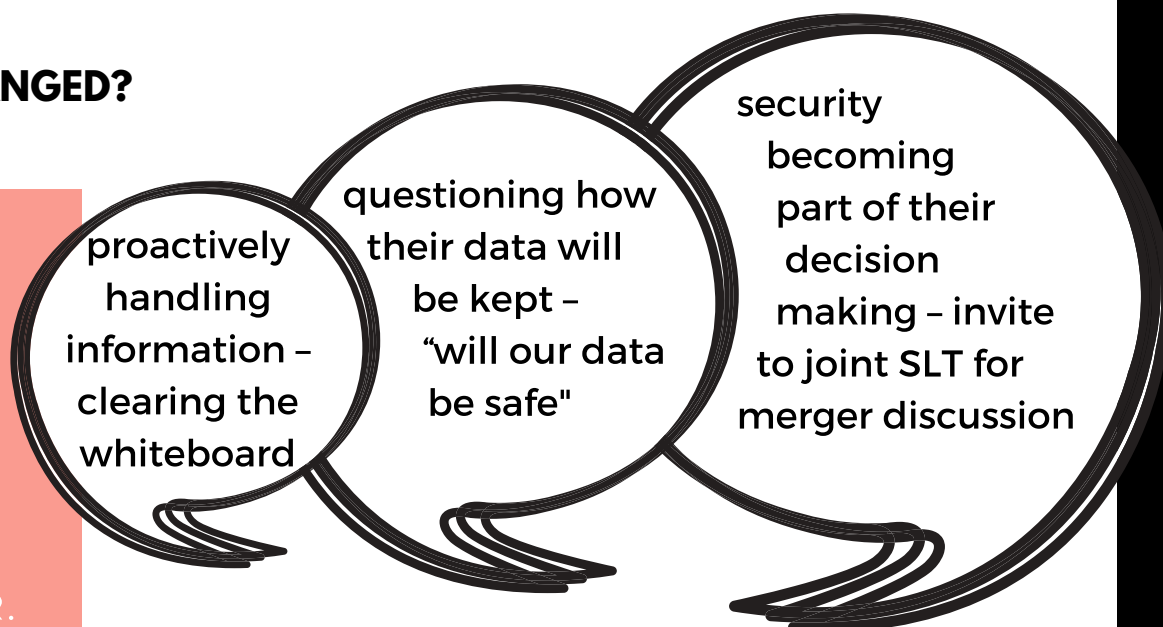 NGED?
proactively
handling
information –
clearing the
whiteboard
questioning how
their data will
be kept –
“will our data
be safe"
security
becoming
part of their
decision
making – invite
to joint SLT for
merger discussion
R.